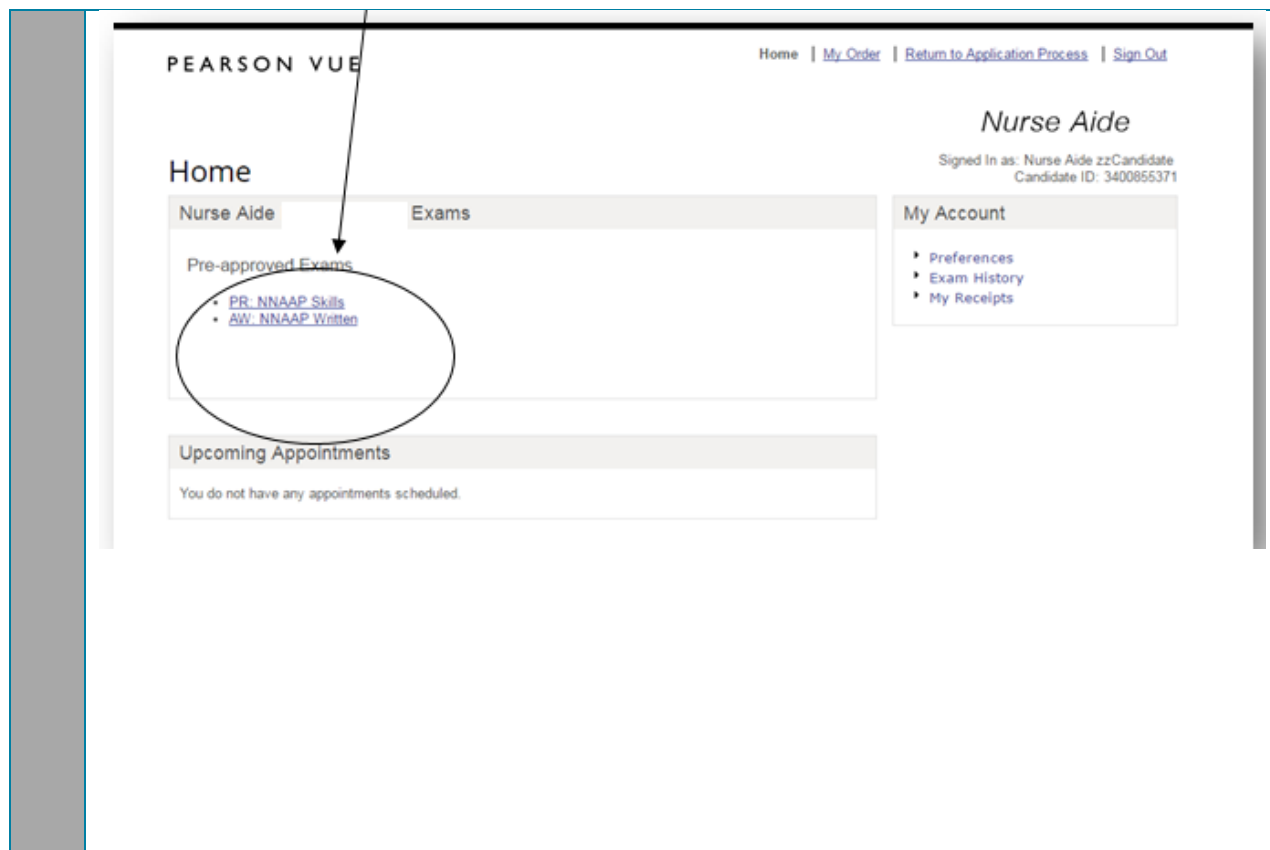 PEARSON VUE
Home | My Order | Return to Application Process | Sign Out
Nurse Aide
Signed In as: Nurse Aide zzCandidate
Candidate ID: 3400855371
Home
Nurse Aide Exams
Pre-approved Exams
• PR: NNAAP Skills
• AW: NNAAP Written
My Account
Preferences
Exam History
My Receipts
Upcoming Appointments
You do not have any appointments scheduled.